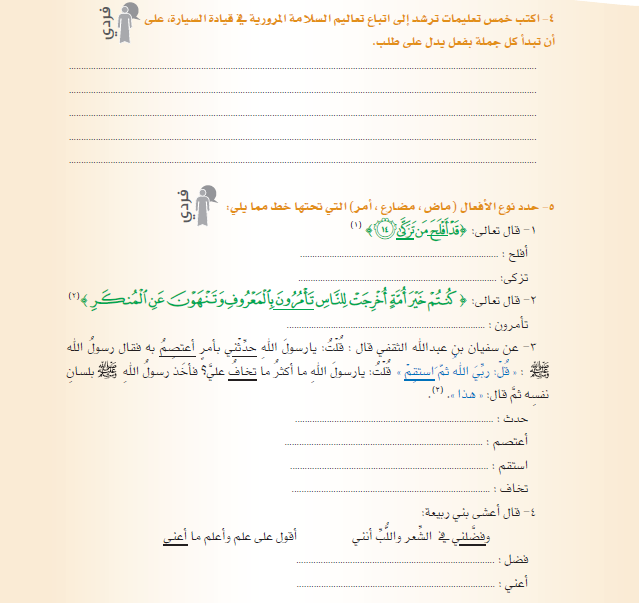 ٤- اكتب خمس تعليمات ترشد إلى اتباع تعاليم السلامة المرورية في قيادة السيارة، على
أن تبدأ كل جملة بفعل يدل على طلب.
فردي
٥- حدد نوع الأفعال (ماض ، مضارع ، أمر) التي تحتها خط مما يلي:
فردي
١- قال تعالى: ﴿قَدْ أَفْلَحَ مَن تَزَكَّىٰ ١٤﴾ (١)
أفلح :
تزكى:
٢- قال تعالى: ﴿ كُنتُمْ خَيْرَ أُمَّةٍ أُخْرِجَتْ لِلنَّاسِ تَأْمُرُونَ بِالْمَعْرُوفِ وَتَنْهَوْنَ عَنِ الْمُنكَرِ ﴾(٢)
تأمرون :
٣- عن سفيان بنِ عبدالله الثقفي قال : قُلْتُ: يارسولَ اللهِ حدِّثْني بأمرٍ أعتصِمُ به فقال رسولُ الله
ﷺ : « قُلْ: ربِّيَ الله ثمَّ استقِمْ » قُلْتُ: يارسولَ اللهِ ما أكثرُ ما تخافُ عليَّ؟ فأخَذ رسولُ اللهِ ﷺ بلسانِ
نفسِه ثمَّ قال: « هذا ». (٣).
حدث :
أعتصم :
استقم :
تخاف :
٤- قال أعشى بني ربيعة:
وفضَّلني في الشِّعر واللُّبِّ أنني أقول على علم وأعلم ما أعني
فضل :
أعني :